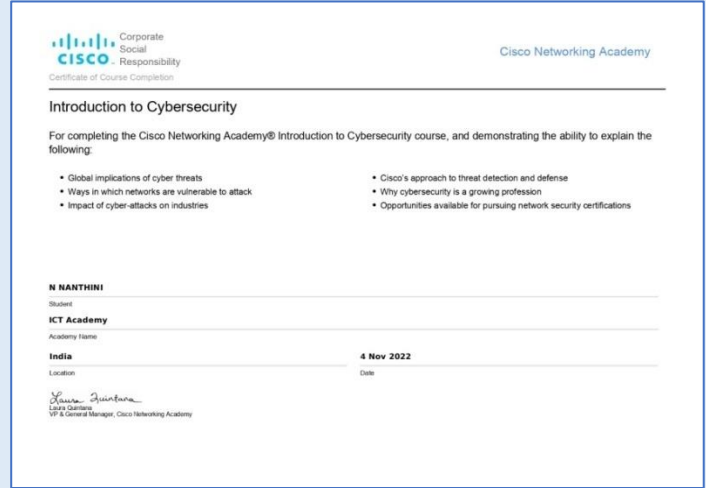 Corporate
Social
CISCO. Responsibility
Cisco Networking Academy
Certificate of Course Completion
Introduction to Cybersecurity
For completing the Cisco Networking Academy® Introduction to Cybersecurity course, and demonstrating the ability to explain the
following:
• Global implications of cyber threats
• Ways in which networks are vulnerable to attack
• Impact of cyber-attacks on industries
• Cisco's approach to threat detection and defense
• Why cybersecurity is a growing profession
• Opportunities available for pursuing network security certifications
N NANTHINI
Student
ICT Academy
Academy Name
India
Location
4 Nov 2022
Date
Laura Quintana
Laura Quintana
VP & General Manager, Cisco Networking Academy